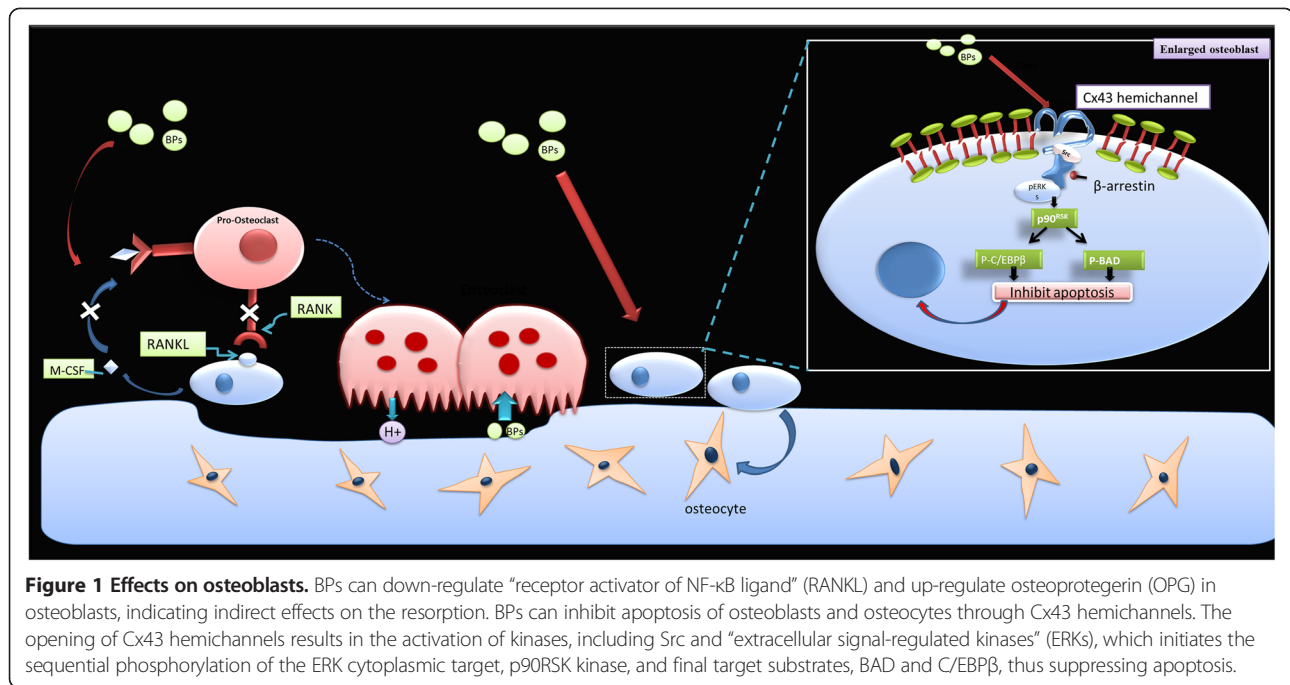 Enlarged osteoblast
BPs
Cx43 hemichannel
Src
β-arrestin
pERK
s
p90RSK
P-C/EBPβ
P-BAD
Inhibit apoptosis
BPs
BPs
Pro-Osteoclast
RANK
RANKL
M-CSF
H+
BPs
osteocyte
Figure 1 Effects on osteoblasts. BPs can down-regulate “receptor activator of NF-κB ligand” (RANKL) and up-regulate osteoprotegerin (OPG) in
osteoblasts, indicating indirect effects on the resorption. BPs can inhibit apoptosis of osteoblasts and osteocytes through Cx43 hemichannels. The
opening of Cx43 hemichannels results in the activation of kinases, including Src and “extracellular signal-regulated kinases” (ERKs), which initiates the
sequential phosphorylation of the ERK cytoplasmic target, p90RSK kinase, and final target substrates, BAD and C/EBPβ, thus suppressing apoptosis.